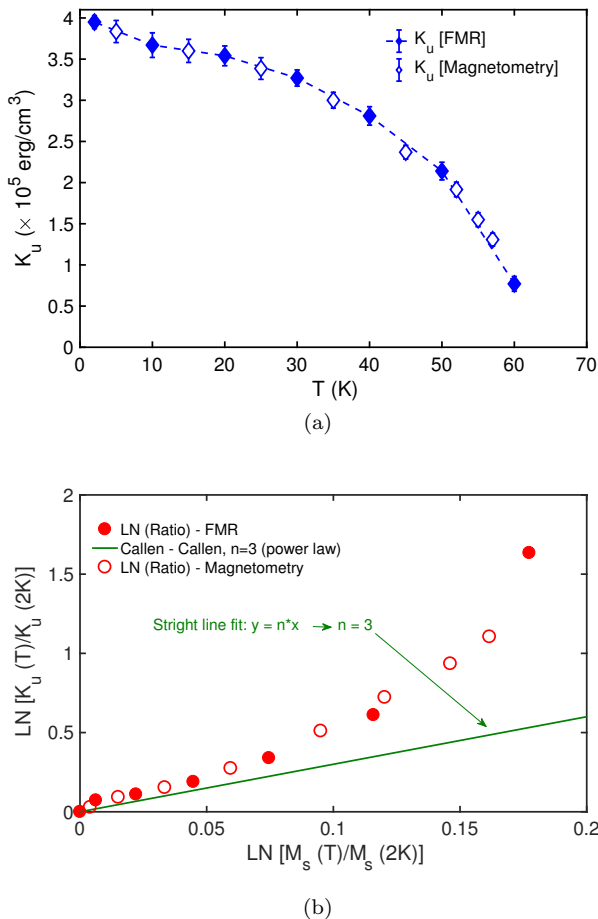 4
3.5
3
2.5
2
1.5
1
0.5
0
K_u (× 10^5 erg/cm^3)
K_u [FMR]
K_u [Magnetometry]
0 10 20 30 40 50 60 70
T (K)
(a)
2
1.5
1
0.5
0
LN [K_u (T)/K_u (2K)]
LN (Ratio) - FMR
Callen - Callen, n=3 (power law)
LN (Ratio) - Magnetometry
Stright line fit: y = n*x → n = 3
0 0.05 0.1 0.15 0.2
LN [M_s (T)/M_s (2K)]
(b)